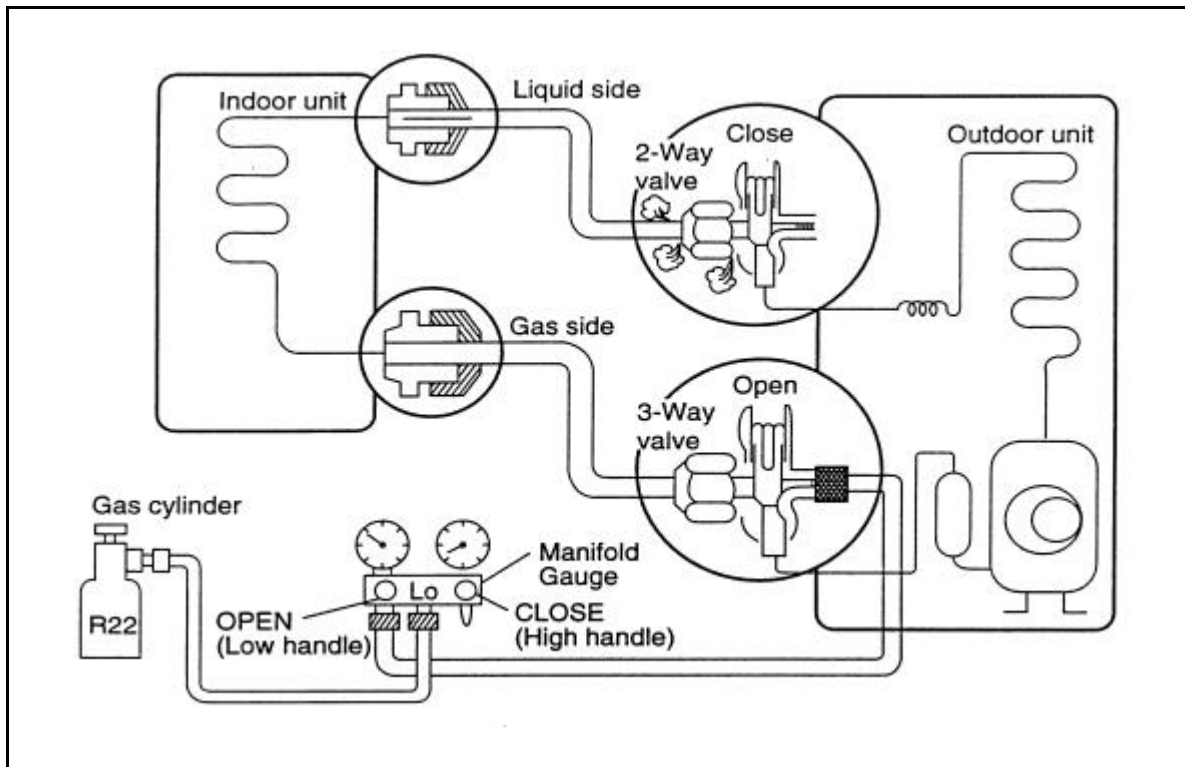 Indoor unit
Liquid side
Close
2-Way
valve
Outdoor unit
Gas side
Open
3-Way
valve
Gas cylinder
R22
Lo
Manifold
Gauge
OPEN
(Low handle)
CLOSE
(High handle)